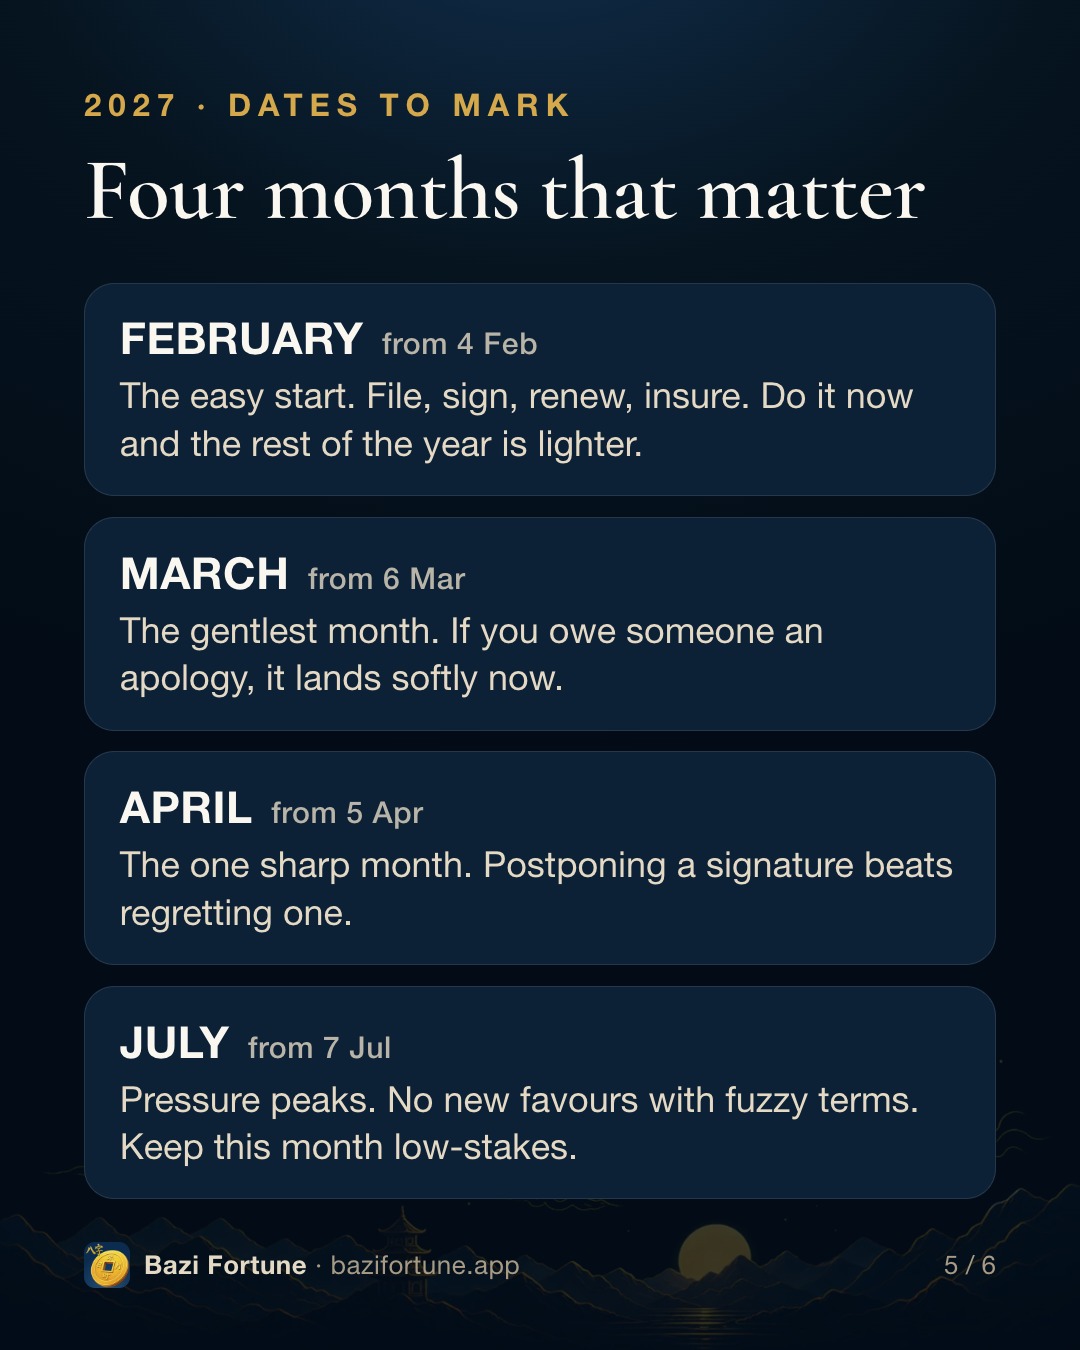 2027 · DATES TO MARK
Four months that matter
FEBRUARY from 4 Feb
The easy start. File, sign, renew, insure. Do it now
and the rest of the year is lighter.
MARCH from 6 Mar
The gentlest month. If you owe someone an
apology, it lands softly now.
APRIL from 5 Apr
The one sharp month. Postponing a signature beats
regretting one.
JULY from 7 Jul
Pressure peaks. No new favours with fuzzy terms.
Keep this month low-stakes.
八字
Bazi Fortune · bazifortune.app
5 / 6